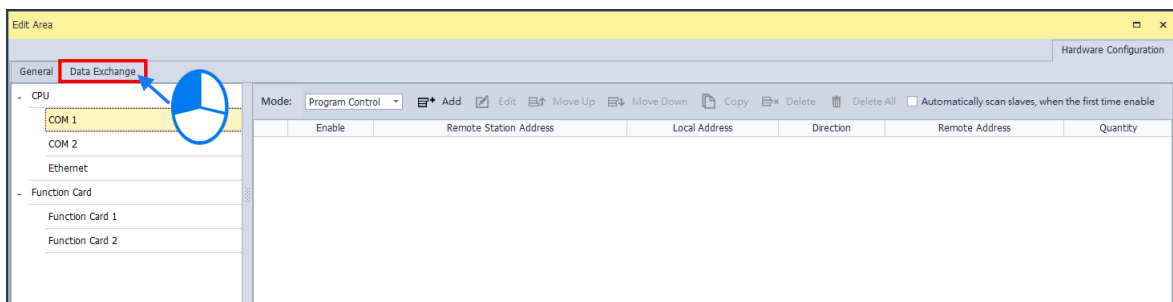 Edit Area
Hardware Configuration
General Data Exchange
- CPU
COM 1
COM 2
Ethernet
- Function Card
Function Card 1
Function Card 2
Mode: Program Control Add Edit Move Up Move Down Copy Delete Delete All Automatically scan slaves, when the first time enable
Enable Remote Station Address Local Address Direction Remote Address Quantity